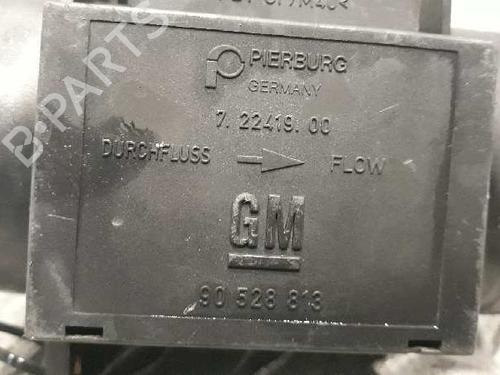 PIERBURG
GERMANY
7. 22419. 00
DURCHFLUSS FLOW
GM
90 528 813